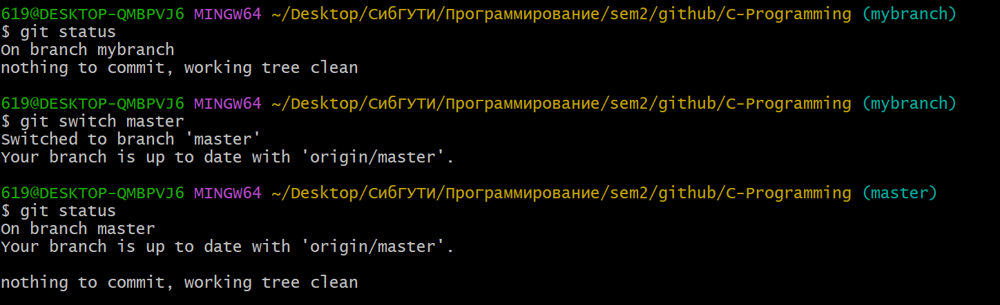 619@DESKTOP-QMBPVJ6 MINGW64 ~/Desktop/СибГУТИ/Программирование/sem2/github/C-Programming (mybranch)
$ git status
On branch mybranch
nothing to commit, working tree clean

619@DESKTOP-QMBPVJ6 MINGW64 ~/Desktop/СибГУТИ/Программирование/sem2/github/C-Programming (mybranch)
$ git switch master
Switched to branch 'master'
Your branch is up to date with 'origin/master'.

619@DESKTOP-QMBPVJ6 MINGW64 ~/Desktop/СибГУТИ/Программирование/sem2/github/C-Programming (master)
$ git status
On branch master
Your branch is up to date with 'origin/master'.

nothing to commit, working tree clean